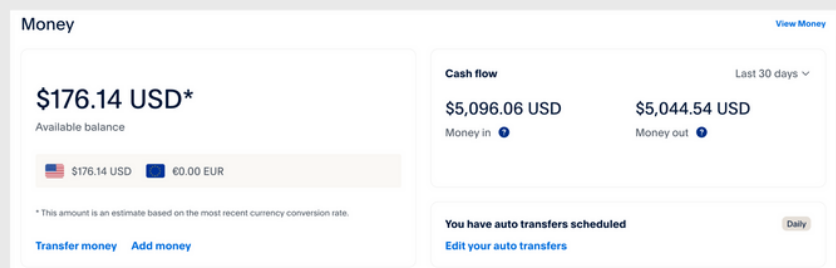 Money
View Money
$176.14 USD*
Available balance
$176.14 USD €0.00 EUR
* This amount is an estimate based on the most recent currency conversion rate.
Transfer money Add money
Cash flow
Last 30 days
$5,096.06 USD $5,044.54 USD
Money in ? Money out ?
You have auto transfers scheduled
Daily
Edit your auto transfers